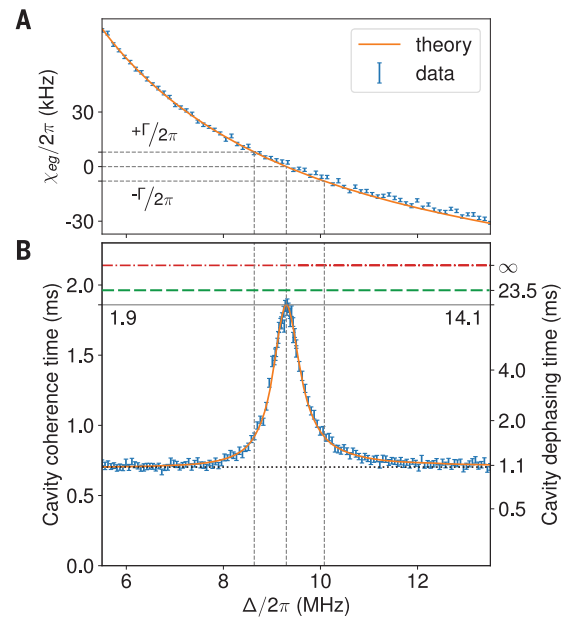 A
χeg/2π (kHz)
30
0
-30
+Γ/2π
-Γ/2π
theory
data
B
Cavity coherence time (ms)
2.0
1.5
1.0
0.5
0.0
1.9
14.1
∞
23.5
4.0
2.0
1.1
0.5
Cavity dephasing time (ms)
6
8
10
12
Δ/2π (MHz)